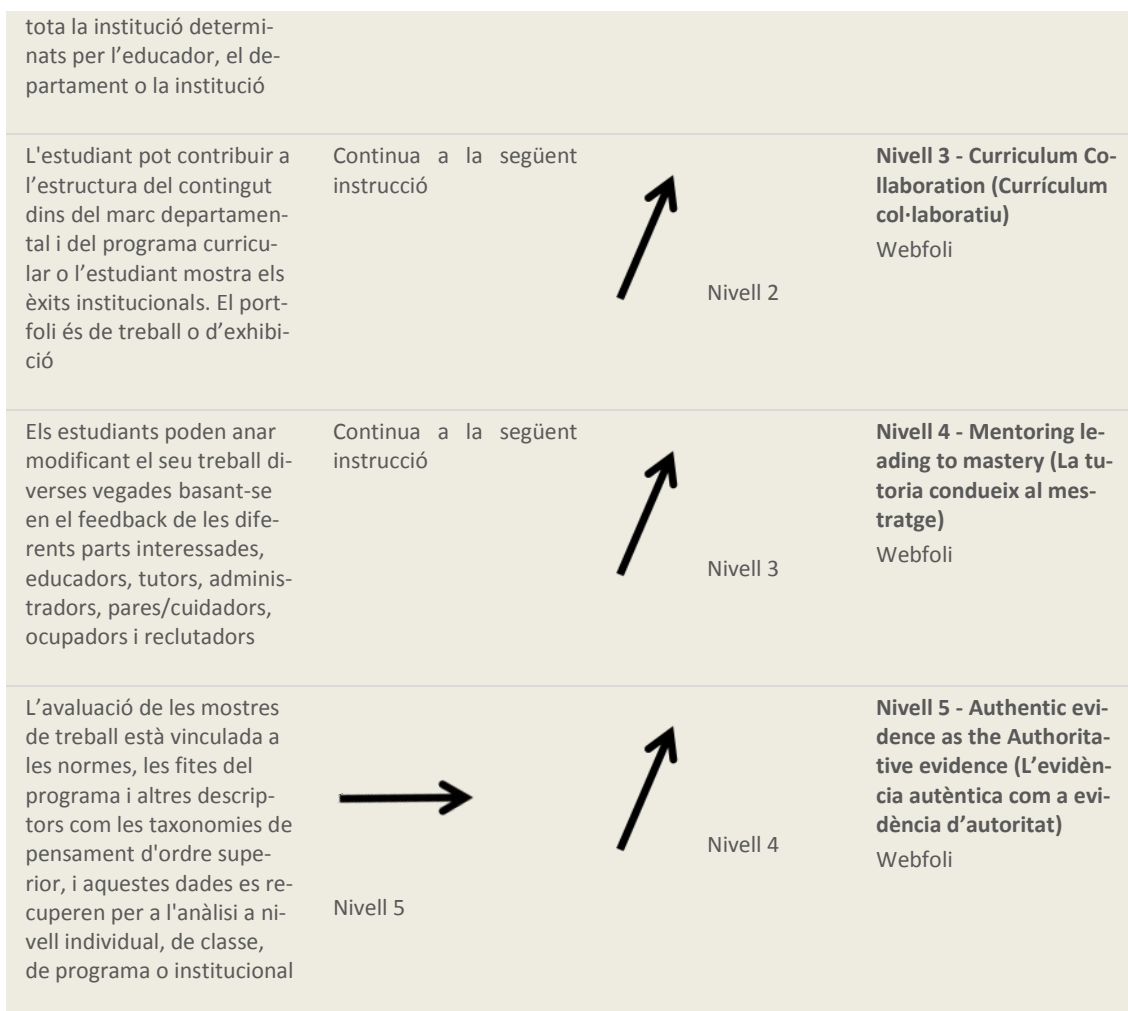 tota la institució determi-
nats per l’educador, el de-
partament o la institució
L'estudiant pot contribuir a
l’estructura del contingut
dins del marc departamen-
tal i del programa curricu-
lar o l’estudiant mostra els
èxits institucionals. El port-
foli és de treball o d’exhibi-
ció
Continua a la següent
instrucció
Nivell 2
Nivell 3 - Curriculum Co-
llaboration (Currículum
col·laboratiu)
Webfoli
Els estudiants poden anar
modificant el seu treball di-
verses vegades basant-se
en el feedback de les dife-
rents parts interessades,
educadors, tutors, adminis-
tradors, pares/cuidadors,
ocupadors i reclutadors
Continua a la següent
instrucció
Nivell 3
Nivell 4 - Mentoring le-
ading to mastery (La tu-
toria condueix al mes-
tratge)
Webfoli
L’avaluació de les mostres
de treball està vinculada a
les normes, les fites del
programa i altres descrip-
tors com les taxonomies de
pensament d'ordre supe-
rior, i aquestes dades es re-
cuperen per a l'anàlisi a ni-
vell individual, de classe,
de programa o institucional
Nivell 5
Nivell 4
Nivell 5 - Authentic evi-
dence as the Authorita-
tive evidence (L’evidèn-
cia autèntica com a evi-
dència d’autoritat)
Webfoli